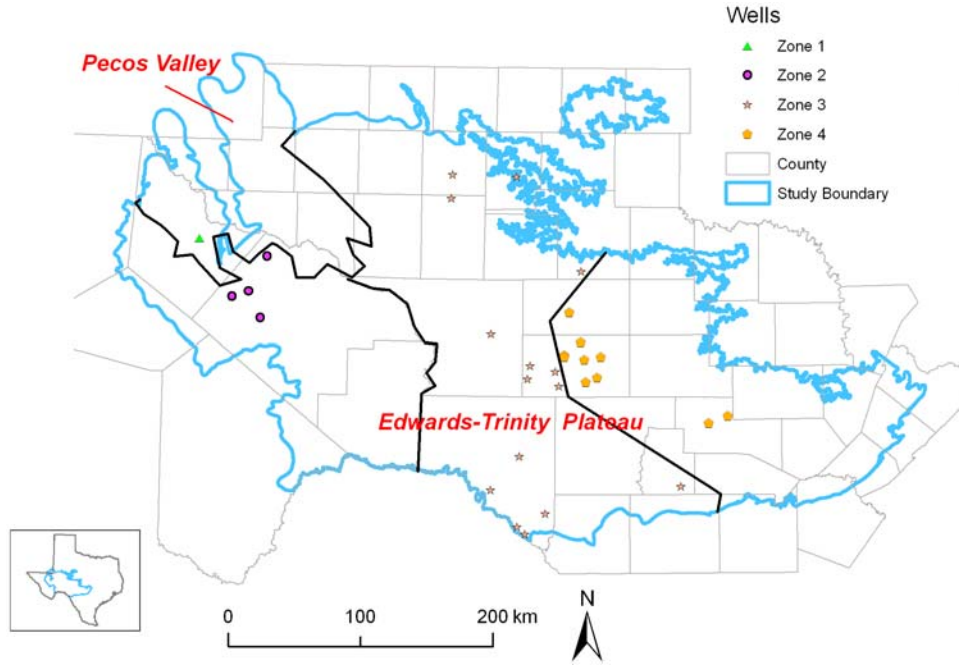 Wells
Zone 1
Zone 2
Zone 3
Zone 4
County
Study Boundary
Pecos Valley
Edwards-Trinity Plateau
0 100 200 km
N